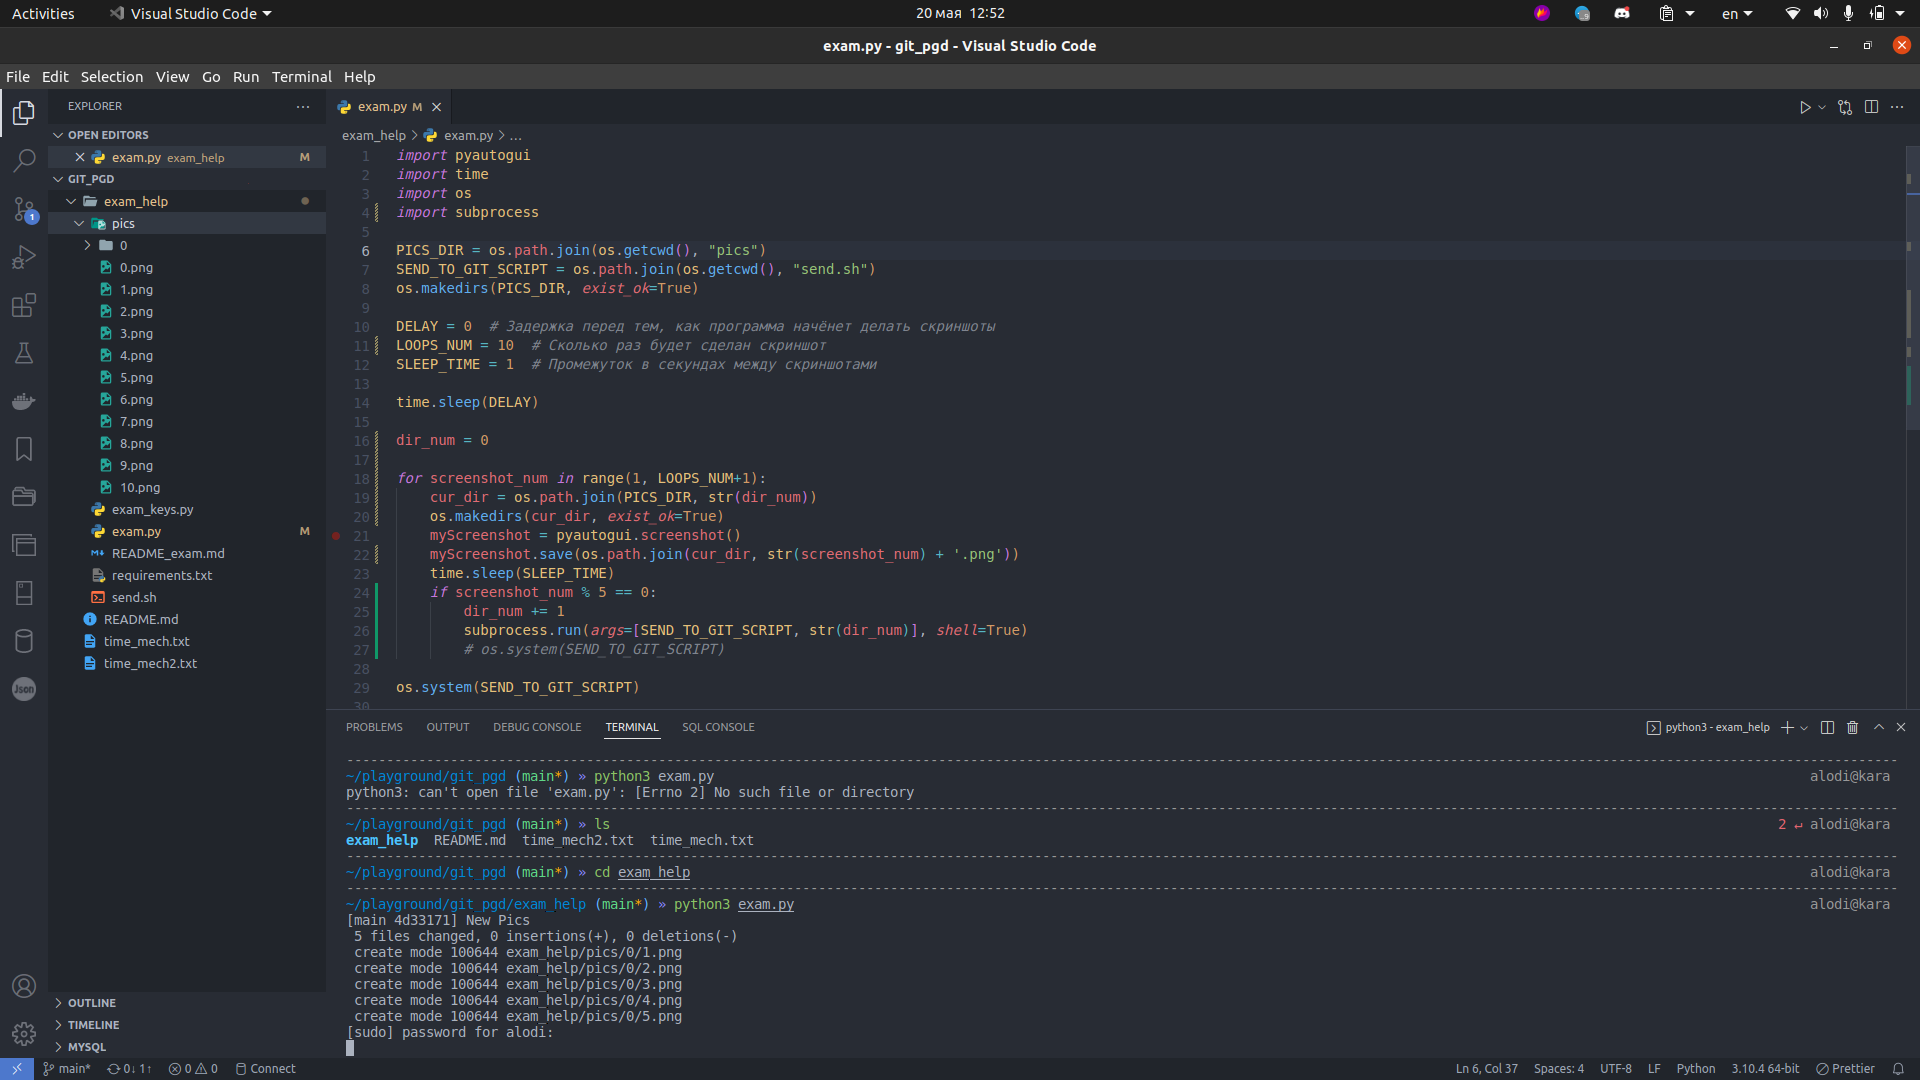 Activities
Visual Studio Code
20 мая 12:52
en
exam.py - git_pgd - Visual Studio Code
File Edit Selection View Go Run Terminal Help
EXPLORER
OPEN EDITORS
exam.py exam_help M
GIT_PGD
exam_help
pics
0
0.png
1.png
2.png
3.png
4.png
5.png
6.png
7.png
8.png
9.png
10.png
exam_keys.py
exam.py M
README_exam.md
requirements.txt
send.sh
README.md
time_mech.txt
time_mech2.txt
OUTLINE
TIMELINE
MYSQL
1
Json
exam.py M
exam_help > exam.py > ...
1 import pyautogui
2 import time
3 import os
4 import subprocess
5
6 PICS_DIR = os.path.join(os.getcwd(), "pics")
7 SEND_TO_GIT_SCRIPT = os.path.join(os.getcwd(), "send.sh")
8 os.makedirs(PICS_DIR, exist_ok=True)
9
10 DELAY = 0  # Задержка перед тем, как программа начёнет делать скриншоты
11 LOOPS_NUM = 10  # Сколько раз будет сделан скриншот
12 SLEEP_TIME = 1  # Промежуток в секундах между скриншотами
13
14 time.sleep(DELAY)
15
16 dir_num = 0
17
18 for screenshot_num in range(1, LOOPS_NUM+1):
19     cur_dir = os.path.join(PICS_DIR, str(dir_num))
20     os.makedirs(cur_dir, exist_ok=True)
21     myScreenshot = pyautogui.screenshot()
22     myScreenshot.save(os.path.join(cur_dir, str(screenshot_num) + '.png'))
23     time.sleep(SLEEP_TIME)
24     if screenshot_num % 5 == 0:
25         dir_num += 1
26         subprocess.run(args=[SEND_TO_GIT_SCRIPT, str(dir_num)], shell=True)
27         # os.system(SEND_TO_GIT_SCRIPT)
28
29 os.system(SEND_TO_GIT_SCRIPT)
30
PROBLEMS OUTPUT DEBUG CONSOLE TERMINAL SQL CONSOLE
python3 - exam_help
~/playground/git_pgd (main*) » python3 exam.py alodi@kara
python3: can't open file 'exam.py': [Errno 2] No such file or directory
~/playground/git_pgd (main*) » ls 2 ↵ alodi@kara
exam_help  README.md  time_mech2.txt  time_mech.txt
~/playground/git_pgd (main*) » cd exam_help alodi@kara
~/playground/git_pgd/exam_help (main*) » python3 exam.py alodi@kara
[main 4d33171] New Pics
 5 files changed, 0 insertions(+), 0 deletions(-)
 create mode 100644 exam_help/pics/0/1.png
 create mode 100644 exam_help/pics/0/2.png
 create mode 100644 exam_help/pics/0/3.png
 create mode 100644 exam_help/pics/0/4.png
 create mode 100644 exam_help/pics/0/5.png
[sudo] password for alodi:
main* 0↓ 1↑ 0 0 Connect
Ln 6, Col 37 Spaces: 4 UTF-8 LF Python 3.10.4 64-bit Prettier